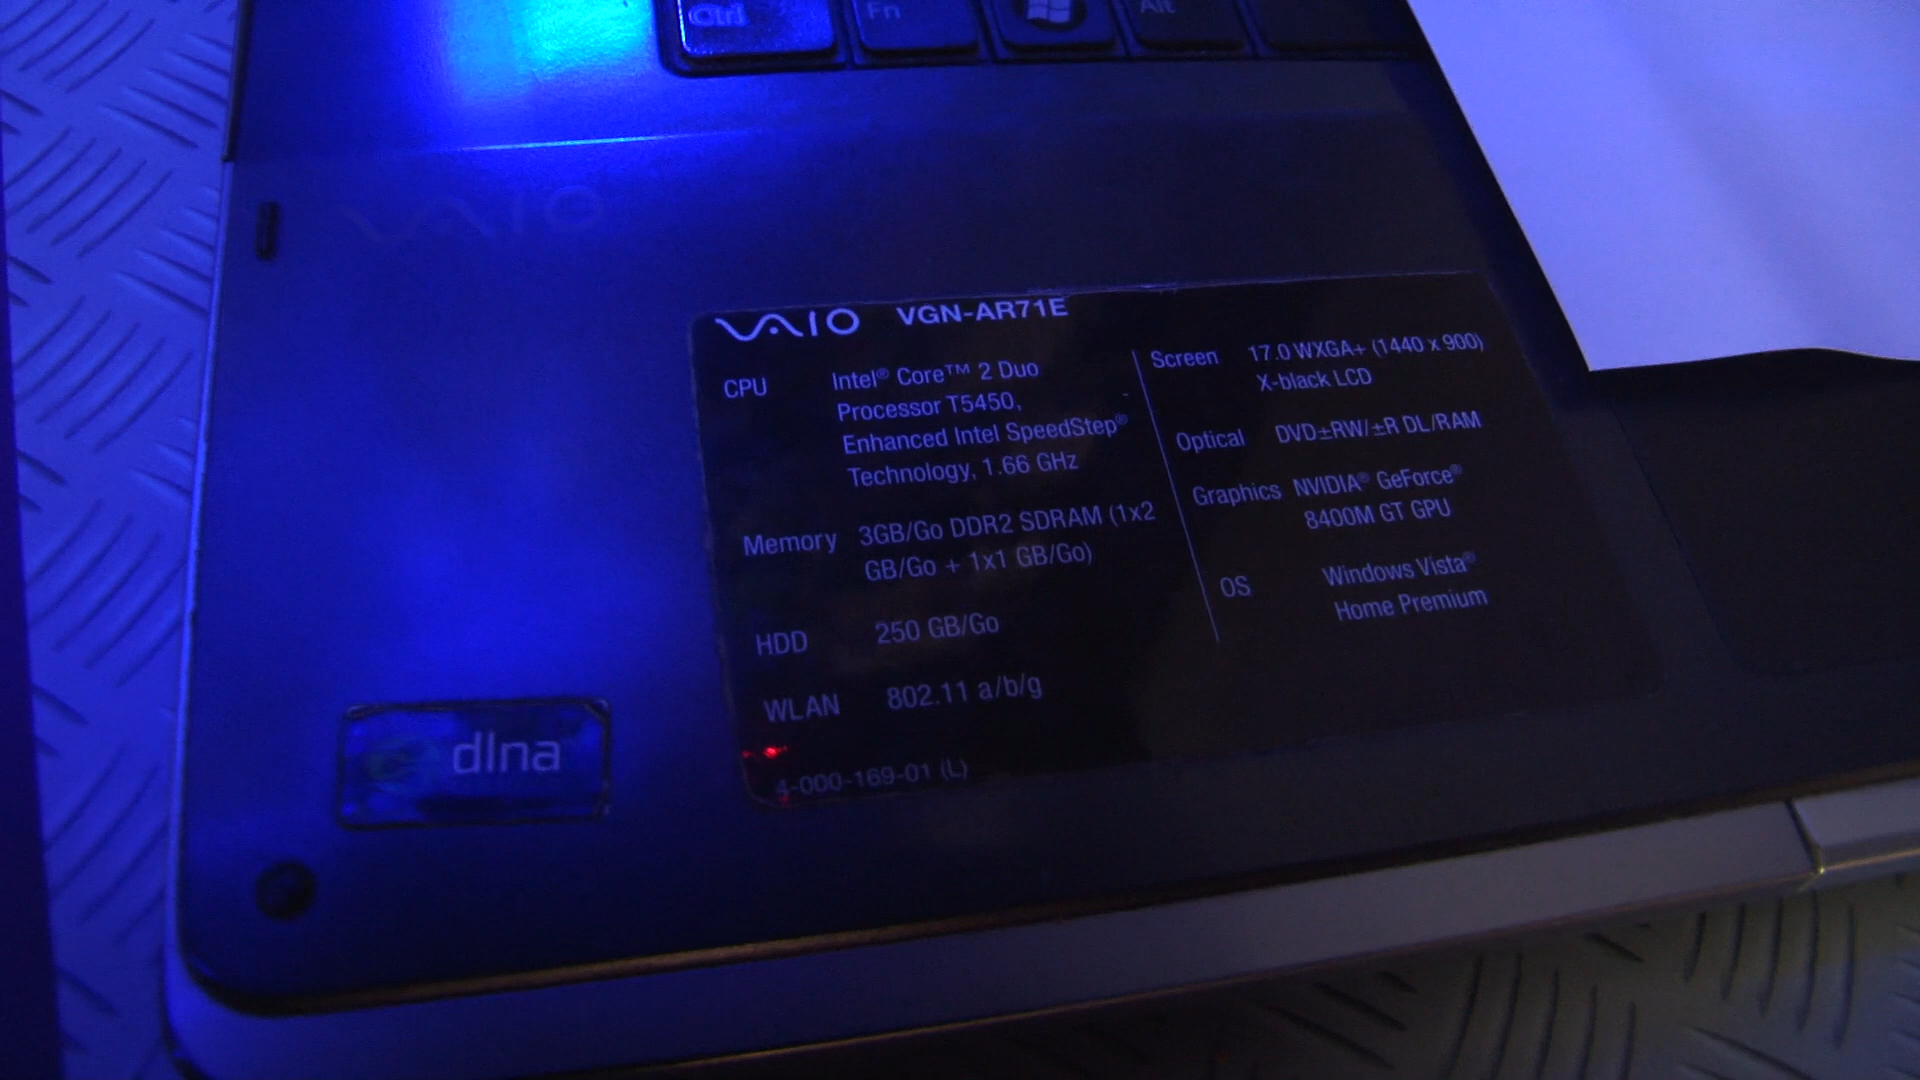 Ctrl
Fn
Alt
VAIO
VAIO VGN-AR71E
CPU Intel® Core™ 2 Duo
Processor T5450,
Enhanced Intel SpeedStep®
Technology, 1.66 GHz
Memory 3GB/Go DDR2 SDRAM (1x2
GB/Go + 1x1 GB/Go)
HDD 250 GB/Go
WLAN 802.11 a/b/g
4-000-169-01 (L)
Screen 17.0 WXGA+ (1440 x 900)
X-black LCD
Optical DVD±RW/±R DL/RAM
Graphics NVIDIA® GeForce®
8400M GT GPU
OS Windows Vista®
Home Premium
dlna